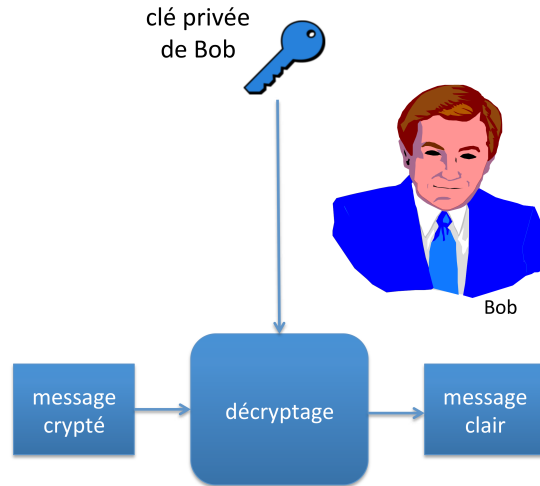 clé privée
de Bob
Bob
message
crypté
décryptage
message
clair